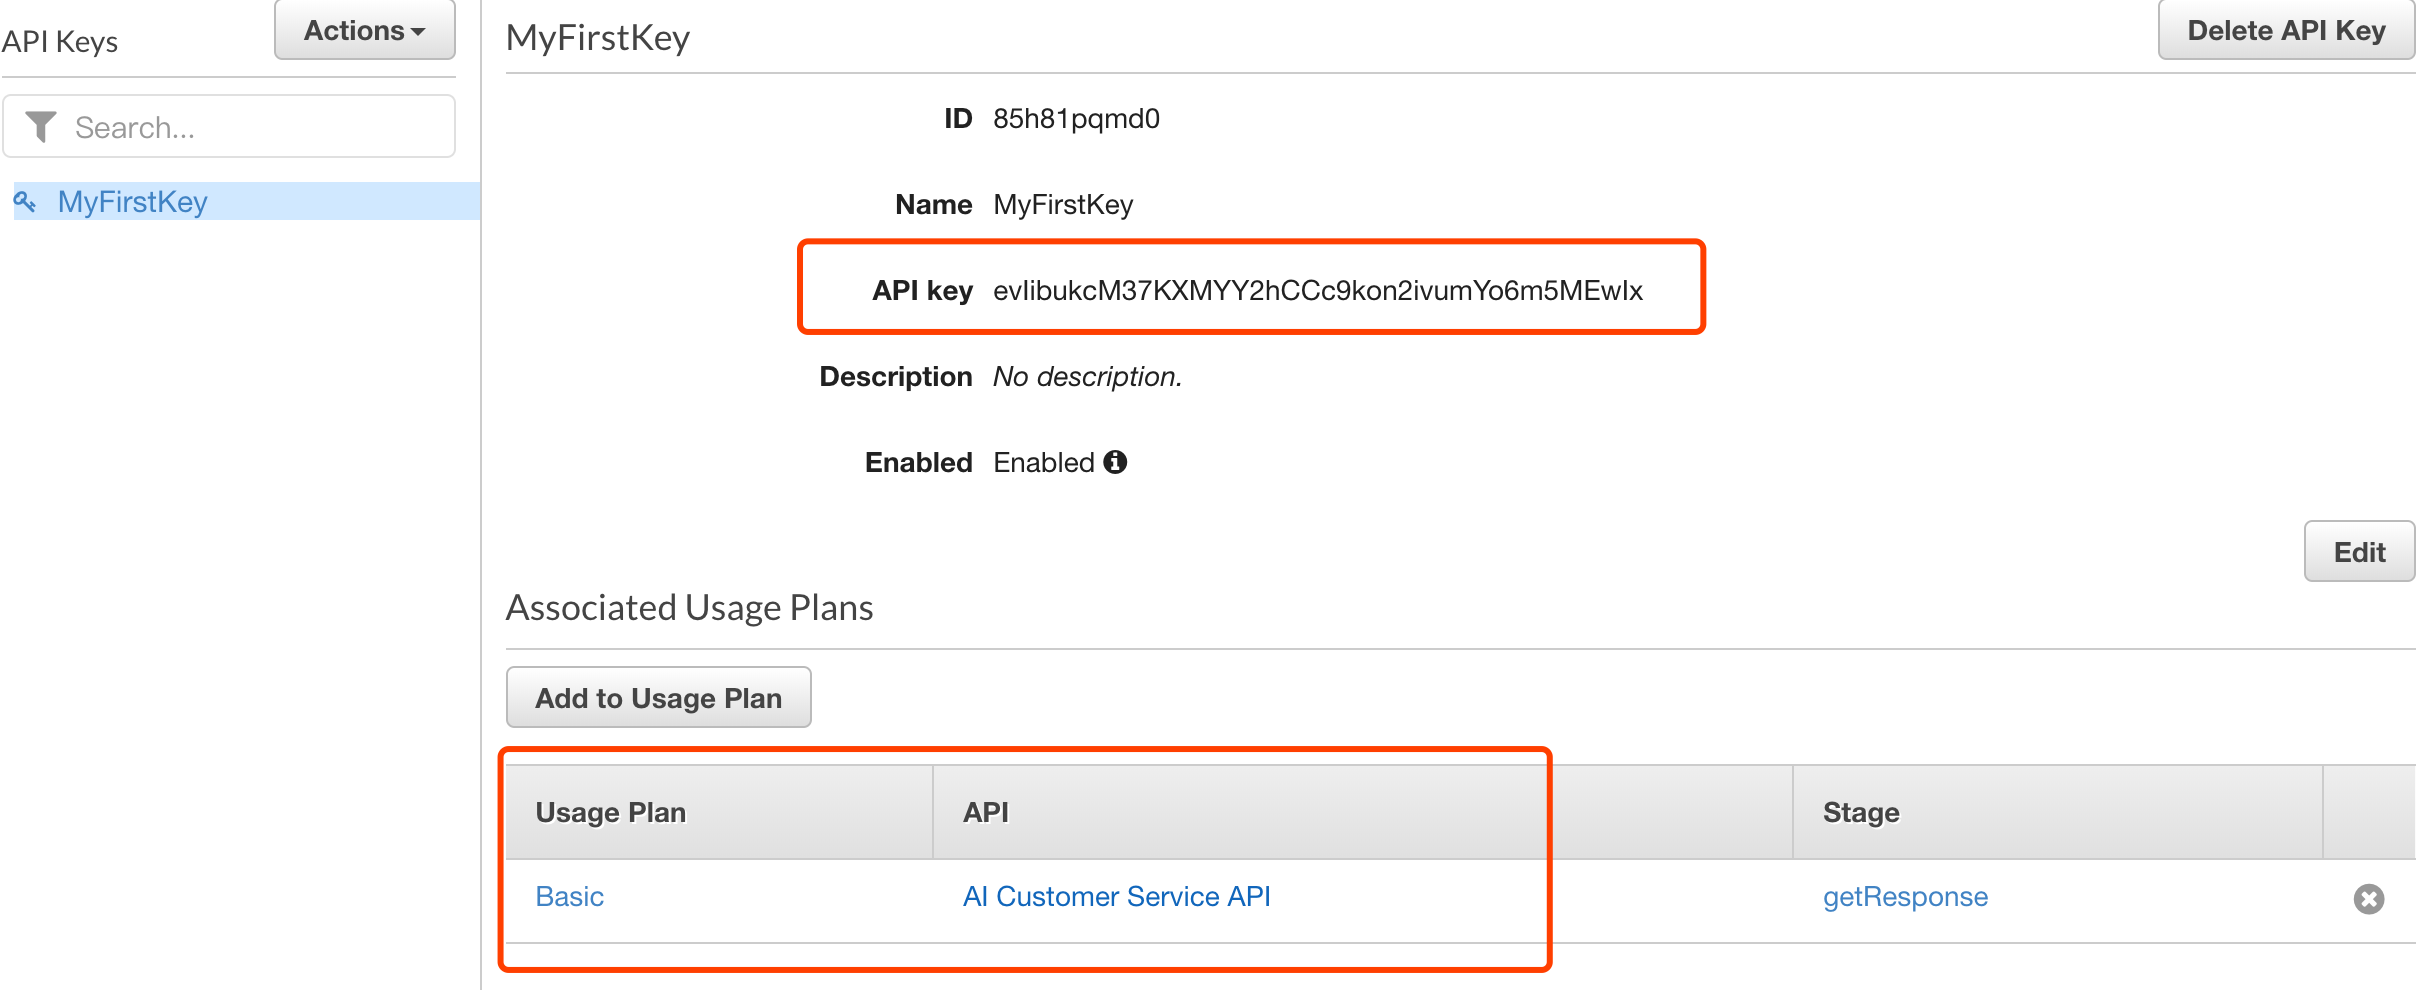 API Keys
Actions
Search...
MyFirstKey
MyFirstKey
Delete API Key
ID 85h81pqmd0
Name MyFirstKey
API key evIibukcM37KXMYY2hCCc9kon2ivumYo6m5MEwIx
Description No description.
Enabled Enabled
Edit
Associated Usage Plans
Add to Usage Plan
Usage Plan API Stage
Basic AI Customer Service API getResponse